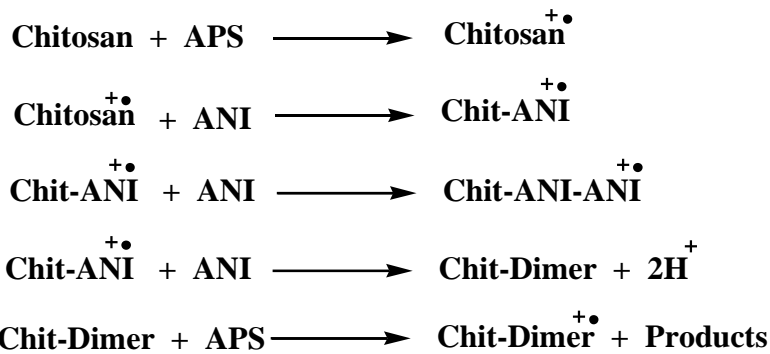 Chitosan + APS ⟶ Chitosan+•
Chitosan+• + ANI ⟶ Chit-ANI+•
Chit-ANI+• + ANI ⟶ Chit-ANI-ANI+•
Chit-ANI+• + ANI ⟶ Chit-Dimer + 2H+
Chit-Dimer + APS ⟶ Chit-Dimer+• + Products